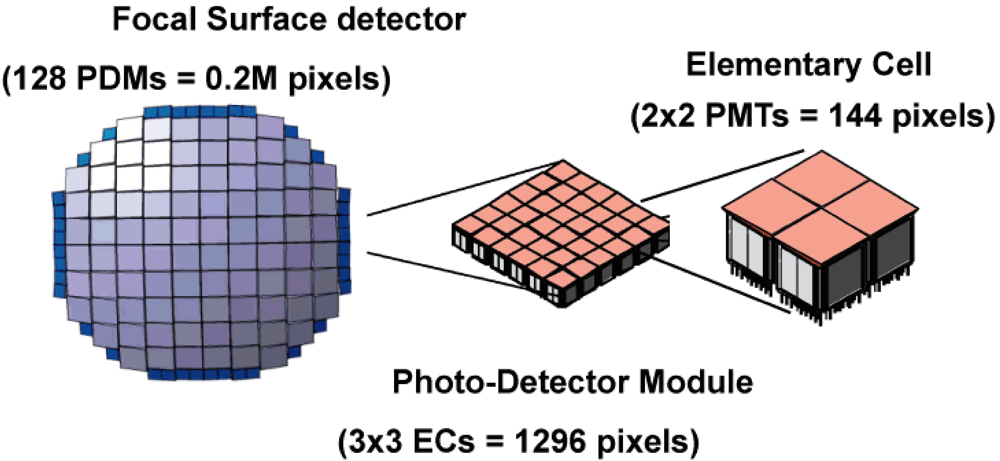 Focal Surface detector
(128 PDMs = 0.2M pixels)
Elementary Cell
(2x2 PMTs = 144 pixels)
Photo-Detector Module
(3x3 ECs = 1296 pixels)